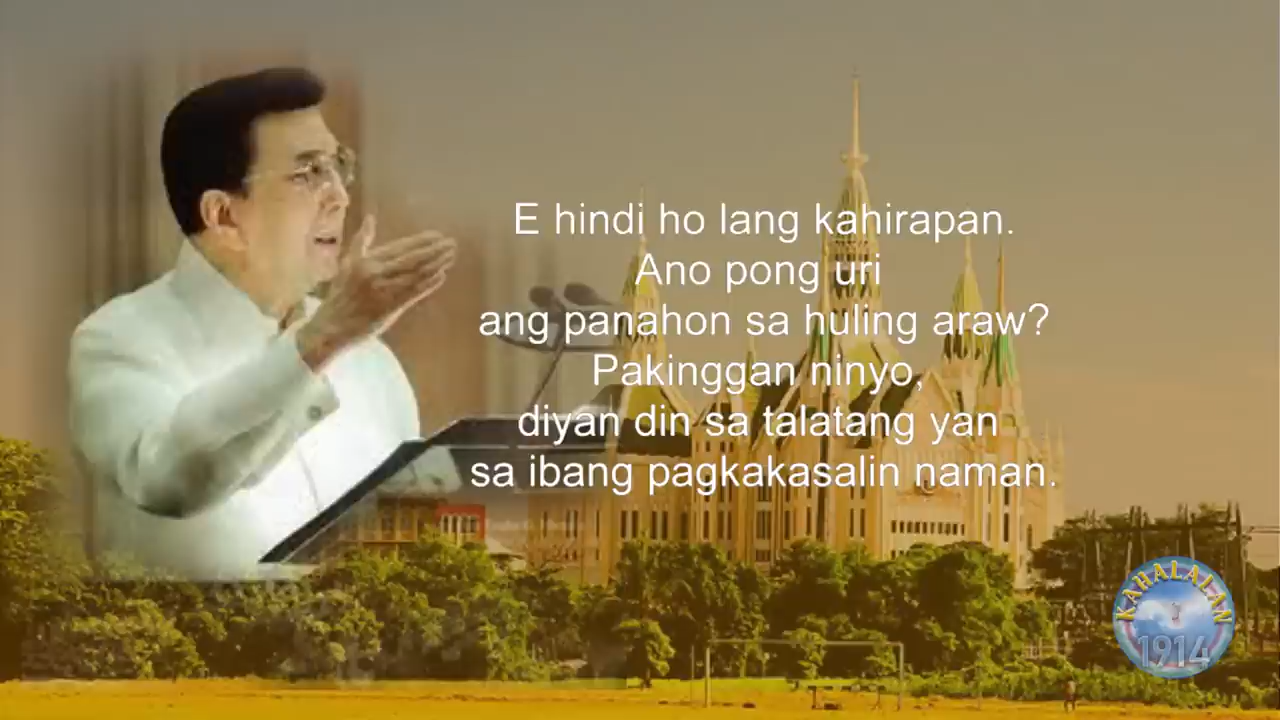 E hindi ho lang kahirapan.
Ano pong uri
ang panahon sa huling araw?
Pakinggan ninyo,
diyan din sa talatang yan
sa ibang pagkakasalin naman.
KAHALALAN
1914